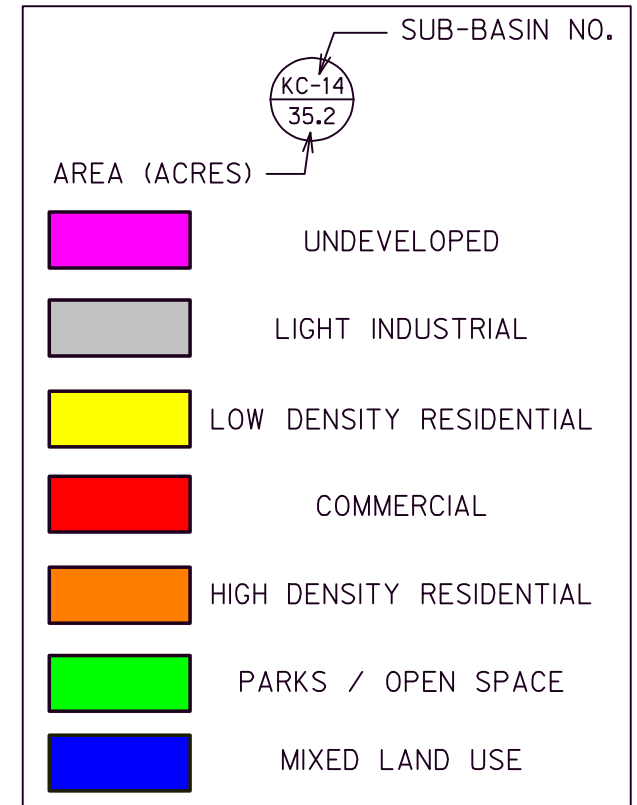 SUB-BASIN NO.
KC-14
35.2
AREA (ACRES)
UNDEVELOPED
LIGHT INDUSTRIAL
LOW DENSITY RESIDENTIAL
COMMERCIAL
HIGH DENSITY RESIDENTIAL
PARKS / OPEN SPACE
MIXED LAND USE